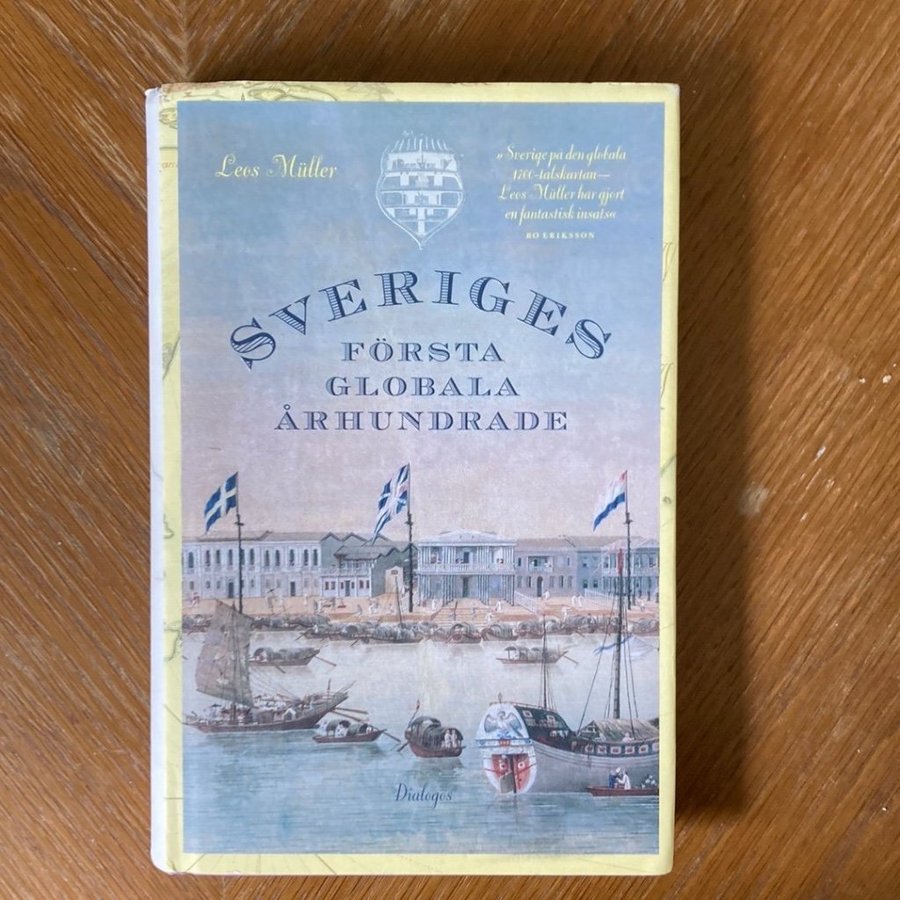 Leos Müller
»Sverige på den globala
1700-talskartan—
Leos Müller har gjort
en fantastisk insats«
BO ERIKSSON
SVERIGES
FÖRSTA
GLOBALA
ÅRHUNDRADE
Dialogos